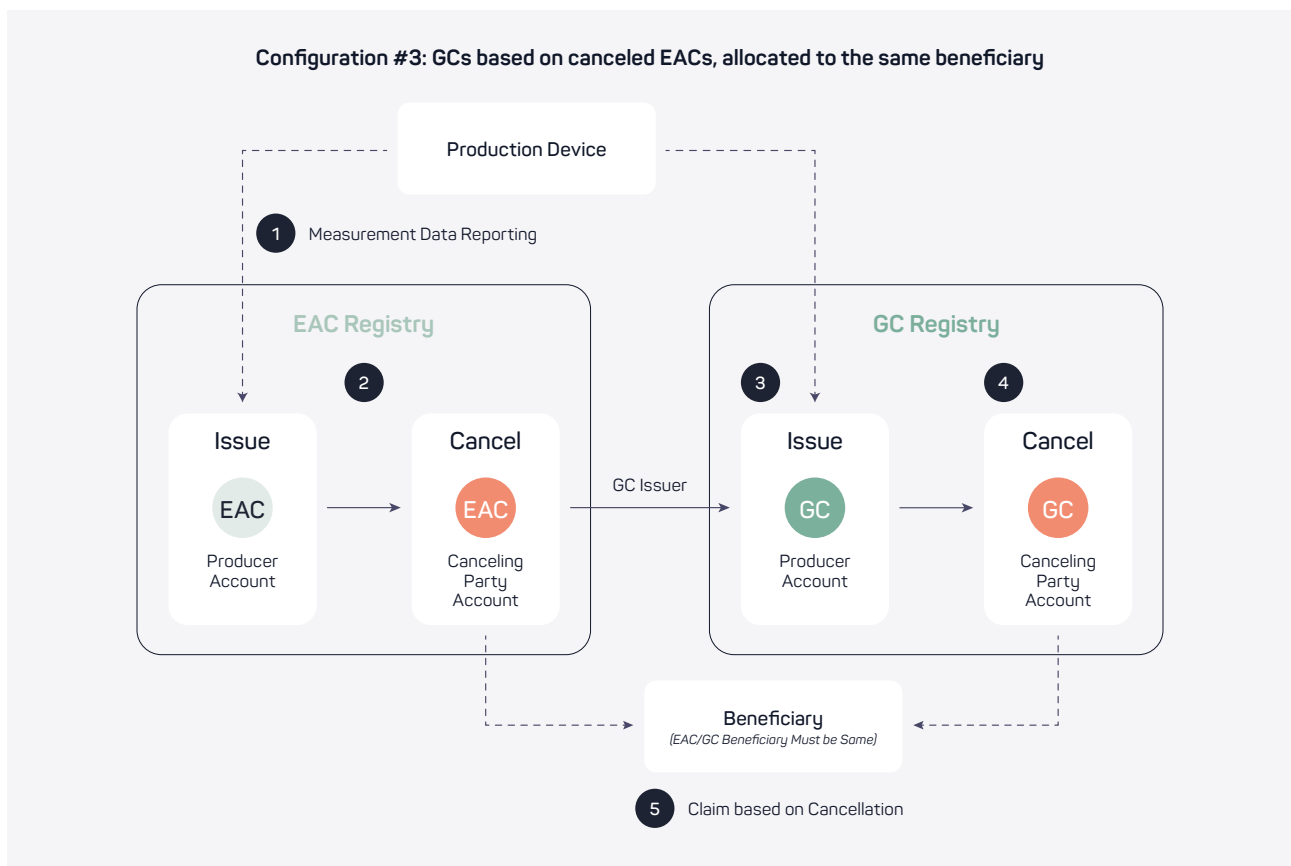 Configuration #3: GCs based on canceled EACs, allocated to the same beneficiary
Production Device
1 Measurement Data Reporting
EAC Registry
2
Issue
EAC
Producer
Account
Cancel
EAC
Canceling
Party
Account
GC Issuer
GC Registry
3
4
Issue
GC
Producer
Account
Cancel
GC
Canceling
Party
Account
Beneficiary
(EAC/GC Beneficiary Must be Same)
5 Claim based on Cancellation